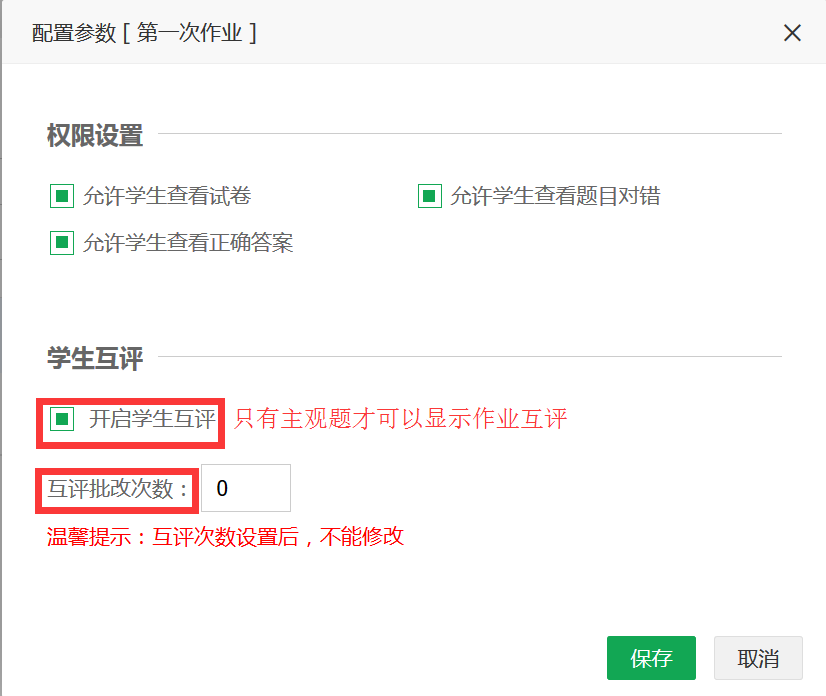 配置参数 [ 第一次作业 ]
权限设置
允许学生查看试卷 允许学生查看题目对错
允许学生查看正确答案
学生互评
开启学生互评 只有主观题才可以显示作业互评
互评批改次数： 0
温馨提示：互评次数设置后，不能修改
保存 取消